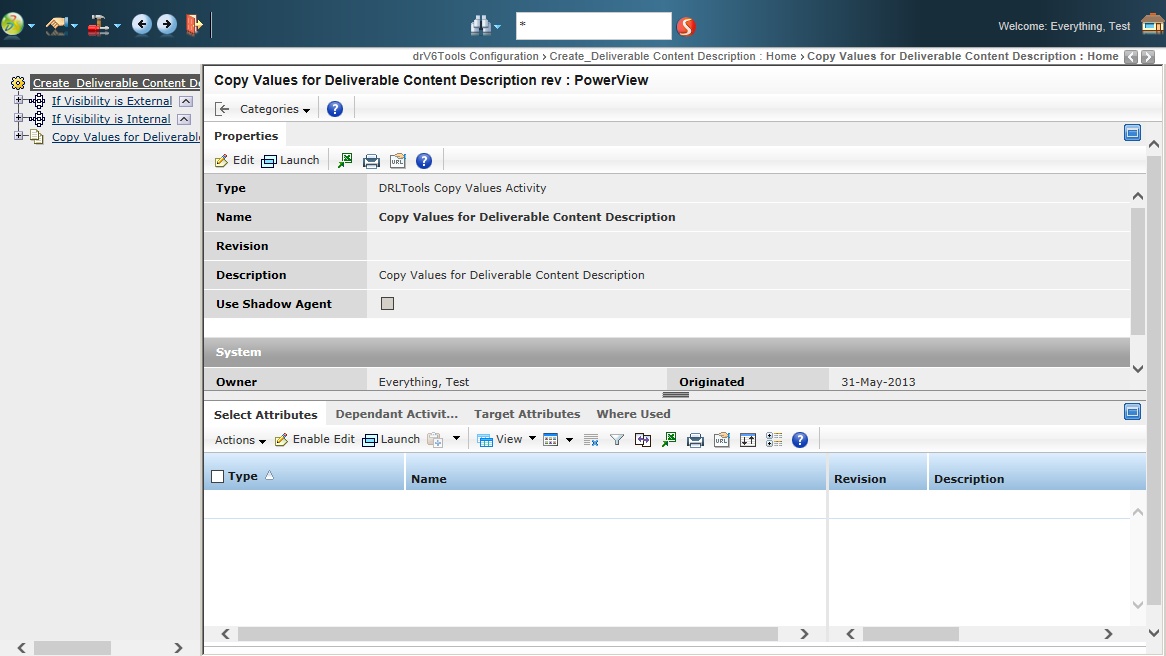 *
Welcome: Everything, Test
drV6Tools Configuration › Create_Deliverable Content Description : Home › Copy Values for Deliverable Content Description : Home
Create_Deliverable Content De
If Visibility is External
If Visibility is Internal
Copy Values for Deliverabl
Copy Values for Deliverable Content Description rev : PowerView
Categories
Properties
Edit Launch
URL
Type DRLTools Copy Values Activity
Name Copy Values for Deliverable Content Description
Revision
Description Copy Values for Deliverable Content Description
Use Shadow Agent
System
Owner Everything, Test Originated 31-May-2013
Select Attributes Dependant Activit... Target Attributes Where Used
Actions Enable Edit Launch View URL
Type Name Revision Description